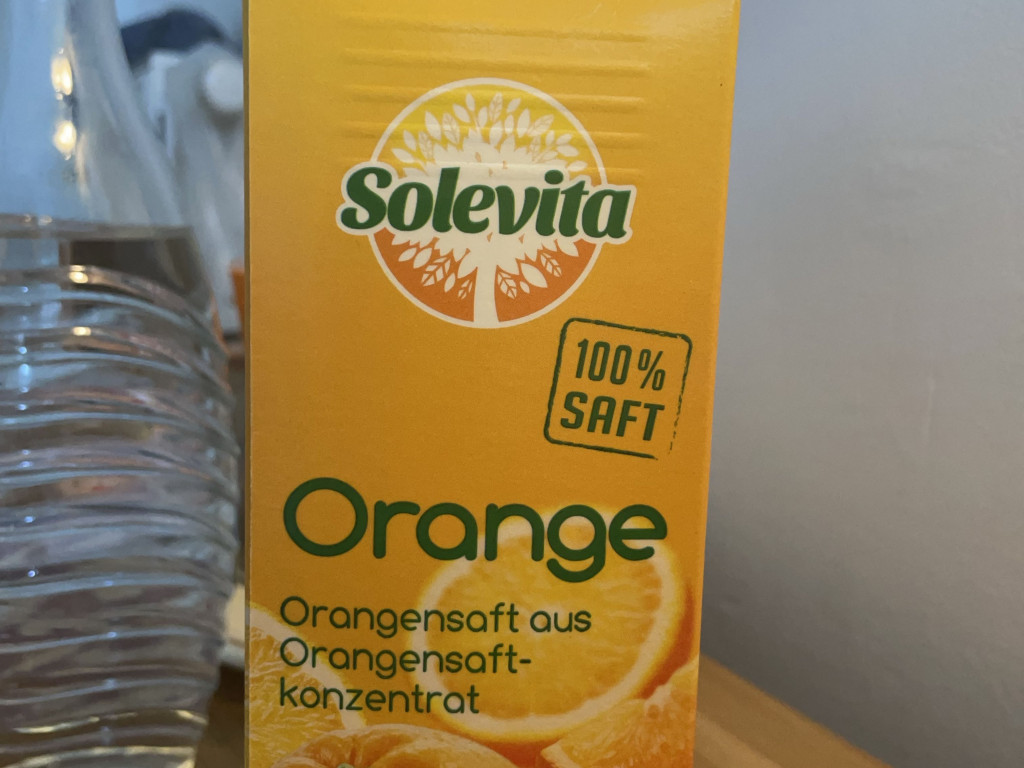 Solevita
100%
SAFT
Orange
Orangensaft aus
Orangensaft-
konzentrat